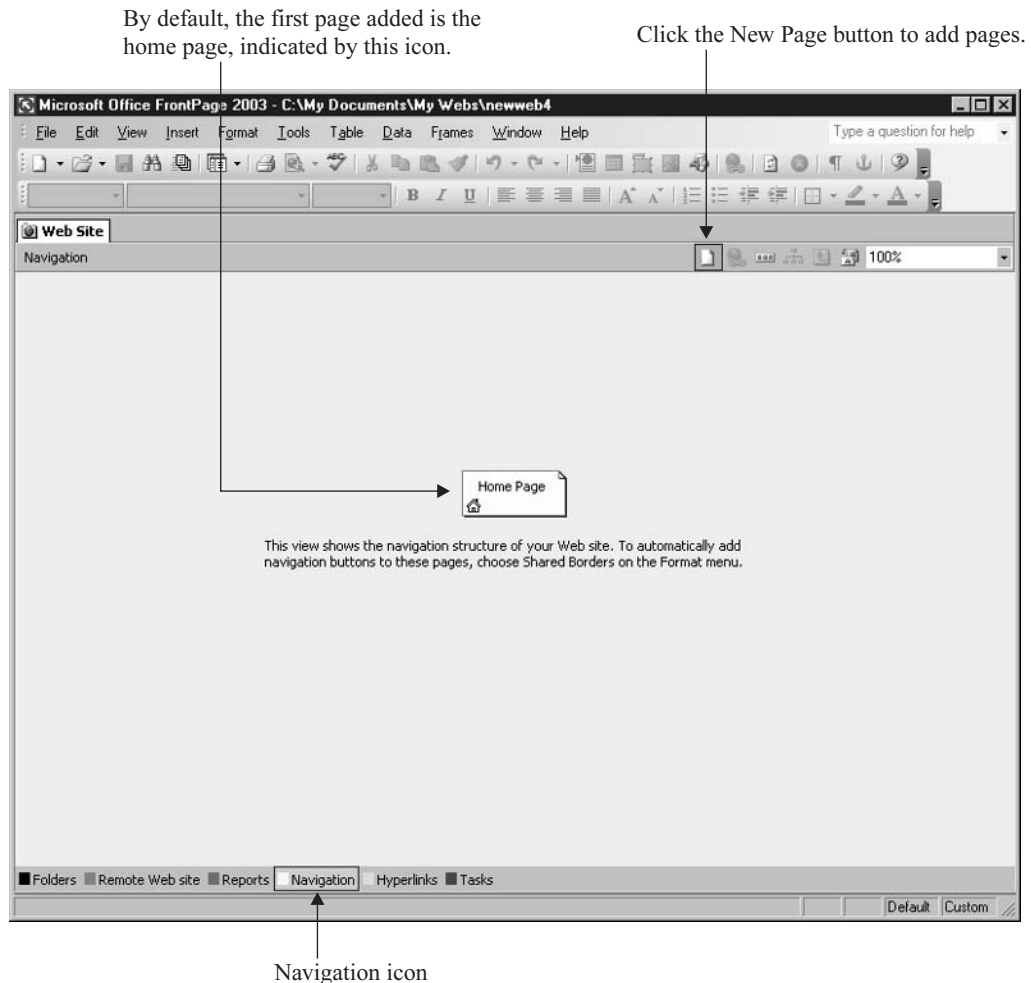 By default, the first page added is the
home page, indicated by this icon.
Click the New Page button to add pages.
Microsoft Office FrontPage 2003 - C:\My Documents\My Webs\newweb4
File Edit View Insert Format Tools Table Data Frames Window Help Type a question for help
B I U A A A
Web Site
Navigation 100%
Home Page
This view shows the navigation structure of your Web site. To automatically add
navigation buttons to these pages, choose Shared Borders on the Format menu.
Folders Remote Web site Reports Navigation Hyperlinks Tasks
Default Custom
Navigation icon